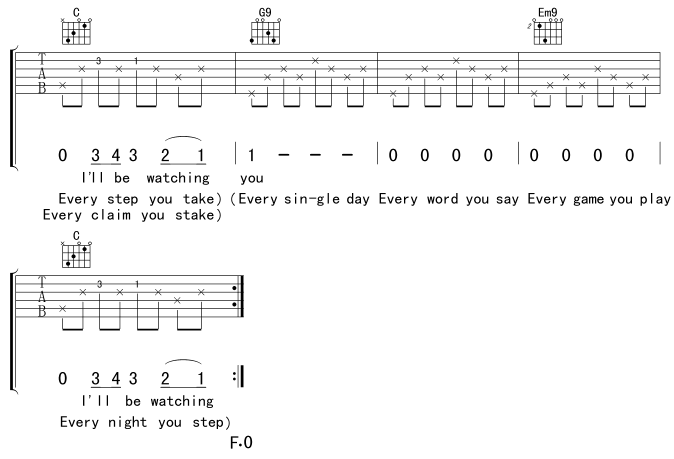 C G9 Em9
2
T 3 1
A
B
0 3 4 3 2 1 | 1 – – – | 0 0 0 0 | 0 0 0 0 |
I'll be watching you
Every step you take) (Every sin-gle day Every word you say Every game you play
Every claim you stake)
C
T 3 1
A
B
0 3 4 3 2 1 :|
I'll be watching
Every night you step)
F.O